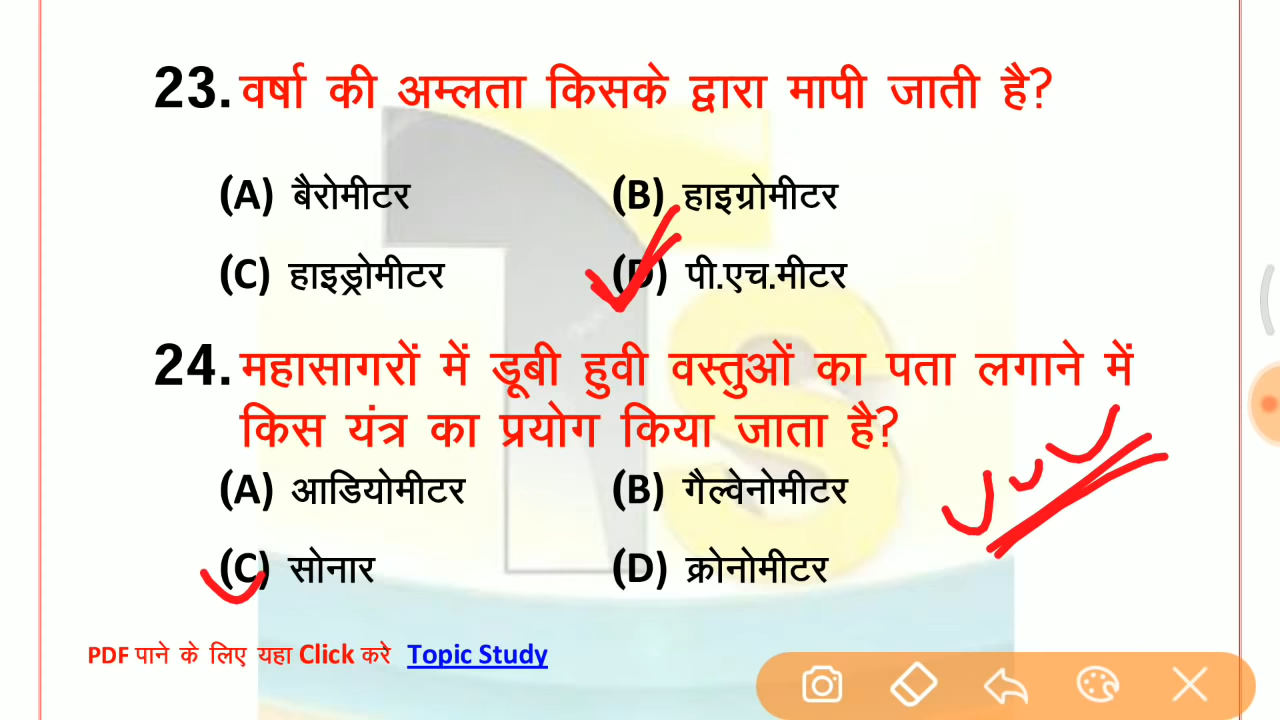 23. वर्षा की अम्लता किसके द्वारा मापी जाती है?
(A) बैरोमीटर (B) हाइग्रोमीटर
(C) हाइड्रोमीटर (D) पी.एच.मीटर
24. महासागरों में डूबी हुवी वस्तुओं का पता लगाने में
किस यंत्र का प्रयोग किया जाता है?
(A) आडियोमीटर (B) गैल्वेनोमीटर
(C) सोनार (D) क्रोनोमीटर
PDF पाने के लिए यहा Click करे Topic Study